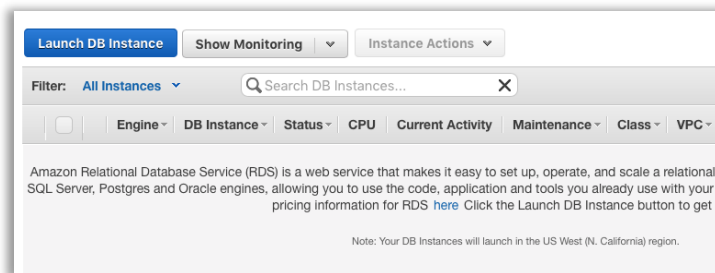 Launch DB Instance Show Monitoring Instance Actions
Filter: All Instances Search DB Instances...
Engine DB Instance Status CPU Current Activity Maintenance Class VPC
Amazon Relational Database Service (RDS) is a web service that makes it easy to set up, operate, and scale a relational
SQL Server, Postgres and Oracle engines, allowing you to use the code, application and tools you already use with your
pricing information for RDS here Click the Launch DB Instance button to get
Note: Your DB Instances will launch in the US West (N. California) region.